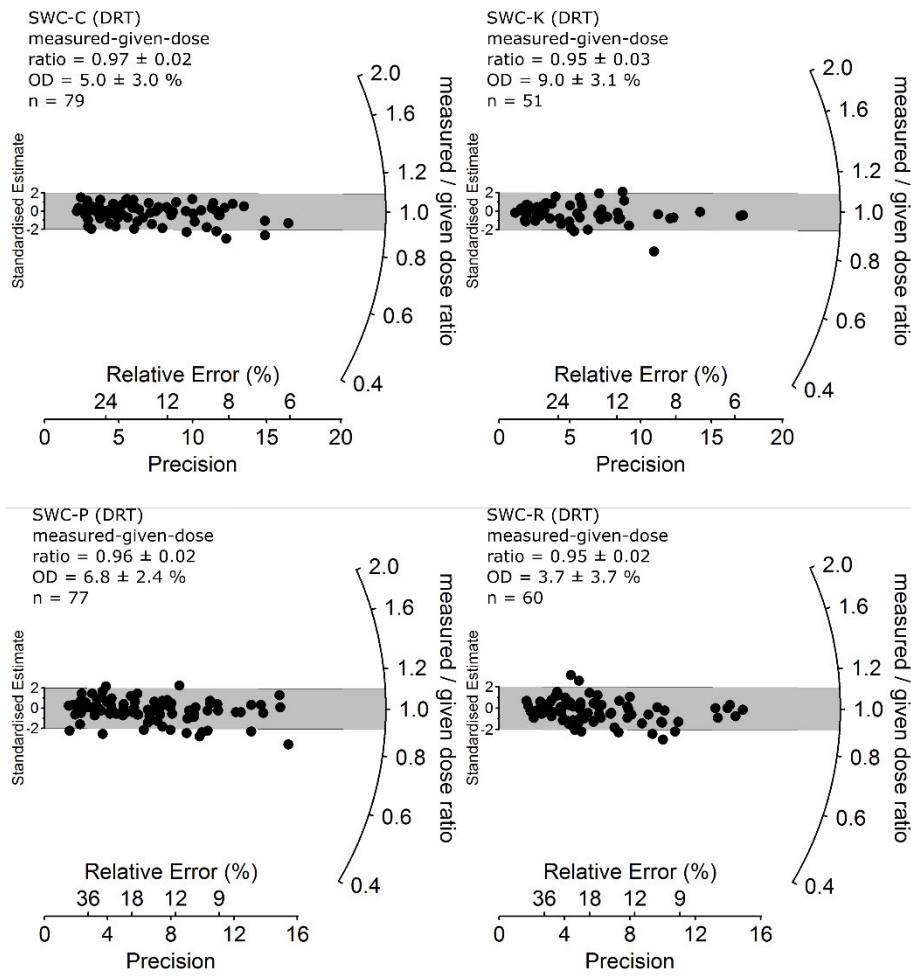 SWC-C (DRT)
measured-given-dose
ratio = 0.97 ± 0.02
OD = 5.0 ± 3.0 %
n = 79
Standardised Estimate
2
0
-2
2.0
1.6
1.2
1.0
0.8
0.6
0.4
measured / given dose ratio
Relative Error (%)
24 12 8 6
0 5 10 15 20
Precision
SWC-K (DRT)
measured-given-dose
ratio = 0.95 ± 0.03
OD = 9.0 ± 3.1 %
n = 51
Standardised Estimate
2
0
-2
2.0
1.6
1.2
1.0
0.8
0.6
0.4
measured / given dose ratio
Relative Error (%)
24 12 8 6
0 5 10 15 20
Precision
SWC-P (DRT)
measured-given-dose
ratio = 0.96 ± 0.02
OD = 6.8 ± 2.4 %
n = 77
Standardised Estimate
2
0
-2
2.0
1.6
1.2
1.0
0.8
0.6
0.4
measured / given dose ratio
Relative Error (%)
36 18 12 9
0 4 8 12 16
Precision
SWC-R (DRT)
measured-given-dose
ratio = 0.95 ± 0.02
OD = 3.7 ± 3.7 %
n = 60
Standardised Estimate
2
0
-2
2.0
1.6
1.2
1.0
0.8
0.6
0.4
measured / given dose ratio
Relative Error (%)
36 18 12 9
0 4 8 12 16
Precision